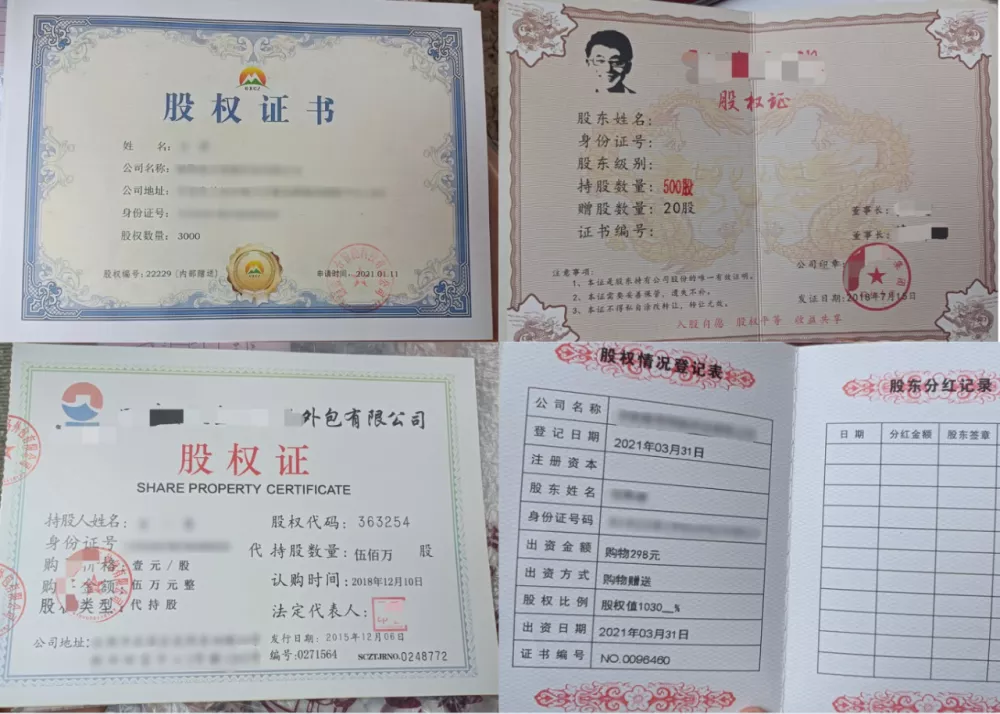 股权证书
姓 名：
公司名称：
公司地址：
身份证号：
股权数量： 3000
股权编号：22229（内部赠送）
申请时间：2021.01.11
股权证
股东姓名：
身份证号：
股东级别：
持股数量：500股
赠股数量：20股
证书编号：
董事长：
董事长：
公司印章：
发证日期：2018年7月15日
注意事项：
1、本证是股东持有公司股份的唯一有效证明。
2、本证需要妥善保管，遗失不补。
3、本证不得私自涂改转让，转让无效。
入股自愿 股权平等 收益共享
外包有限公司
股权证
SHARE PROPERTY CERTIFICATE
持股人姓名：
身份证号
购 价格：壹元/股
购 金额：伍万元整
股 类型：代持股
公司地址：
股权代码：363254
代持股数量：伍佰万 股
认购时间：2018年12月10日
法定代表人：
发行日期：2015年12月06日
编号:0271564
SCZTJRNO.0248772
股权情况登记表
公司名称
登记日期 2021年03月31日
注册资本
股东姓名
身份证号码
出资金额 购物298元
出资方式 购物赠送
股权比例 股权值1030__%
出资日期 2021年03月31日
证书编号 NO.0096460
股东分红记录
日期 分红金额 股东签章